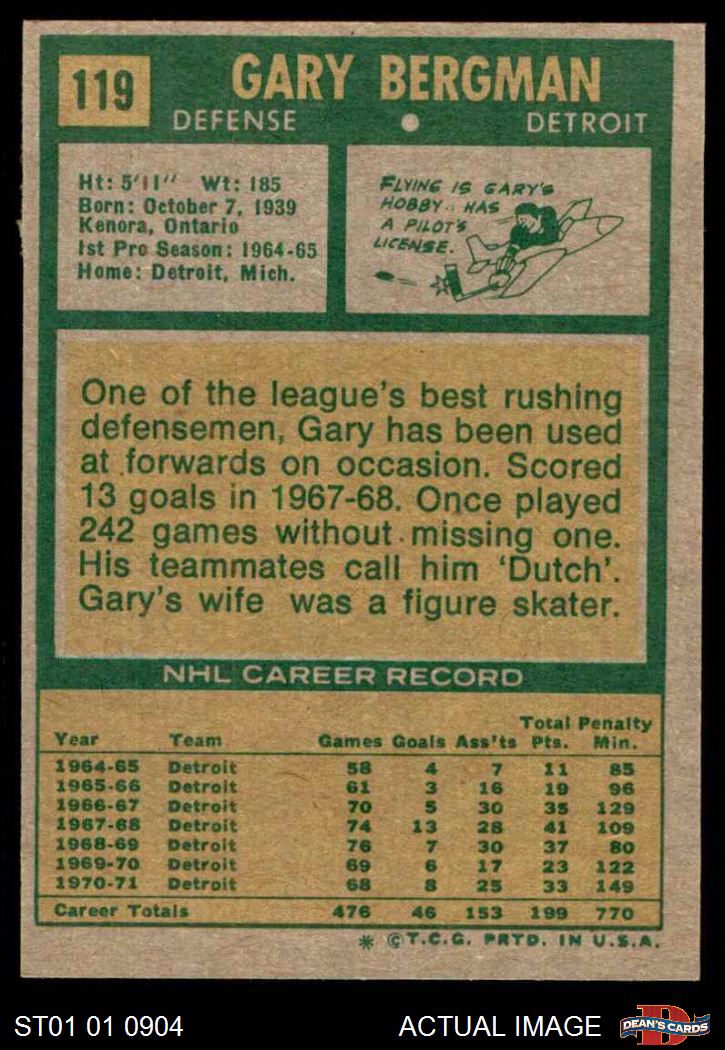 119
GARY BERGMAN
DEFENSE • DETROIT
Ht: 5'11" Wt: 185
Born: October 7, 1939
Kenora, Ontario
1st Pro Season: 1964-65
Home: Detroit, Mich.
FLYING IS GARY'S
HOBBY. HAS
A PILOT'S
LICENSE.
One of the league's best rushing
defensemen, Gary has been used
at forwards on occasion. Scored
13 goals in 1967-68. Once played
242 games without missing one.
His teammates call him 'Dutch'.
Gary's wife was a figure skater.
NHL CAREER RECORD
Total Penalty
Year Team Games Goals Ass'ts Pts. Min.
1964-65 Detroit 58 4 7 11 85
1965-66 Detroit 61 3 16 19 96
1966-67 Detroit 70 5 30 35 129
1967-68 Detroit 74 13 28 41 109
1968-69 Detroit 76 7 30 37 80
1969-70 Detroit 69 6 17 23 122
1970-71 Detroit 68 8 25 33 149
Career Totals 476 46 153 199 770
* ©T.C.G. PRTD. IN U.S.A.
ST01 01 0904 ACTUAL IMAGE D DEAN'S CARDS